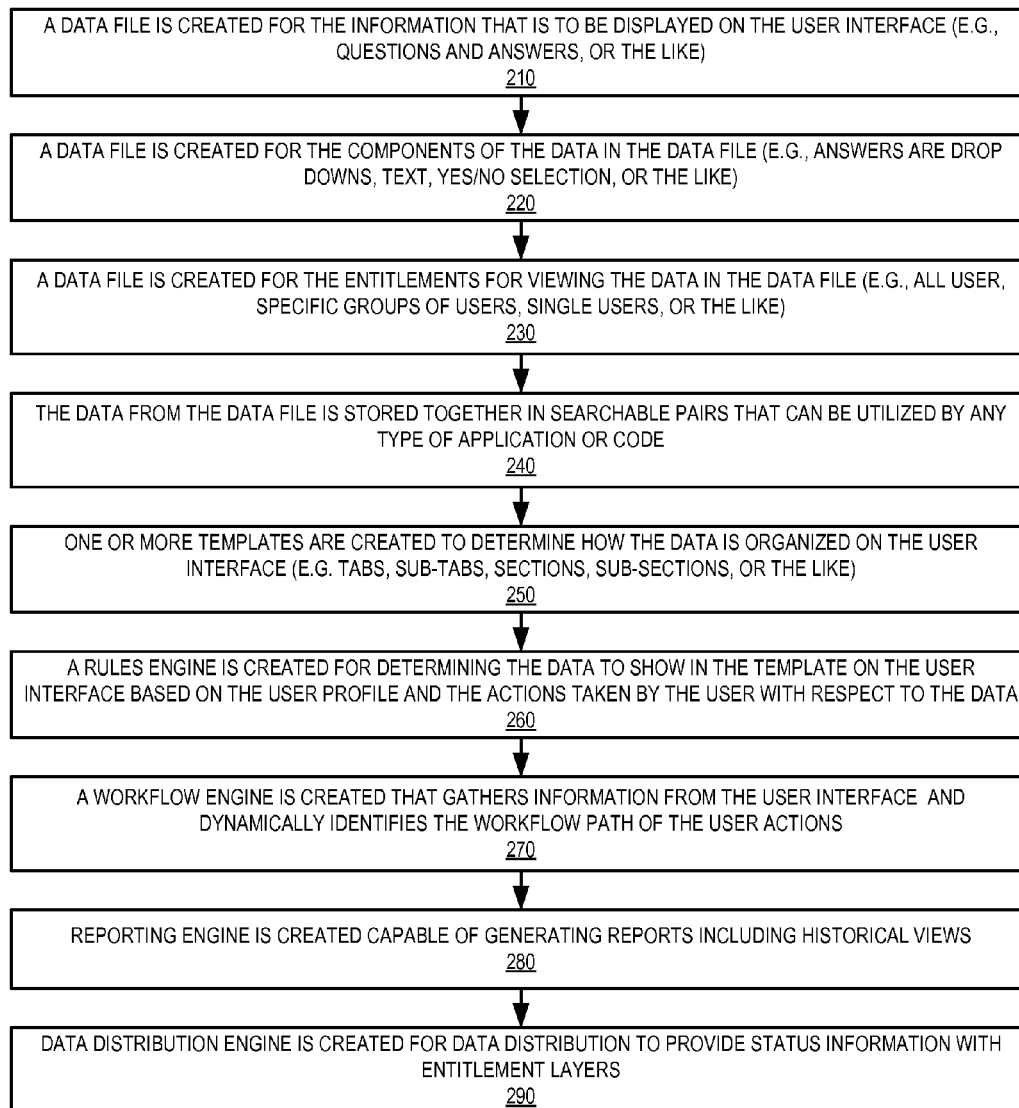 A DATA FILE IS CREATED FOR THE INFORMATION THAT IS TO BE DISPLAYED ON THE USER INTERFACE (E.G.,
QUESTIONS AND ANSWERS, OR THE LIKE)
210
A DATA FILE IS CREATED FOR THE COMPONENTS OF THE DATA IN THE DATA FILE (E.G., ANSWERS ARE DROP
DOWNS, TEXT, YES/NO SELECTION, OR THE LIKE)
220
A DATA FILE IS CREATED FOR THE ENTITLEMENTS FOR VIEWING THE DATA IN THE DATA FILE (E.G., ALL USER,
SPECIFIC GROUPS OF USERS, SINGLE USERS, OR THE LIKE)
230
THE DATA FROM THE DATA FILE IS STORED TOGETHER IN SEARCHABLE PAIRS THAT CAN BE UTILIZED BY ANY
TYPE OF APPLICATION OR CODE
240
ONE OR MORE TEMPLATES ARE CREATED TO DETERMINE HOW THE DATA IS ORGANIZED ON THE USER
INTERFACE (E.G. TABS, SUB-TABS, SECTIONS, SUB-SECTIONS, OR THE LIKE)
250
A RULES ENGINE IS CREATED FOR DETERMINING THE DATA TO SHOW IN THE TEMPLATE ON THE USER
INTERFACE BASED ON THE USER PROFILE AND THE ACTIONS TAKEN BY THE USER WITH RESPECT TO THE DATA
260
A WORKFLOW ENGINE IS CREATED THAT GATHERS INFORMATION FROM THE USER INTERFACE AND
DYNAMICALLY IDENTIFIES THE WORKFLOW PATH OF THE USER ACTIONS
270
REPORTING ENGINE IS CREATED CAPABLE OF GENERATING REPORTS INCLUDING HISTORICAL VIEWS
280
DATA DISTRIBUTION ENGINE IS CREATED FOR DATA DISTRIBUTION TO PROVIDE STATUS INFORMATION WITH
ENTITLEMENT LAYERS
290